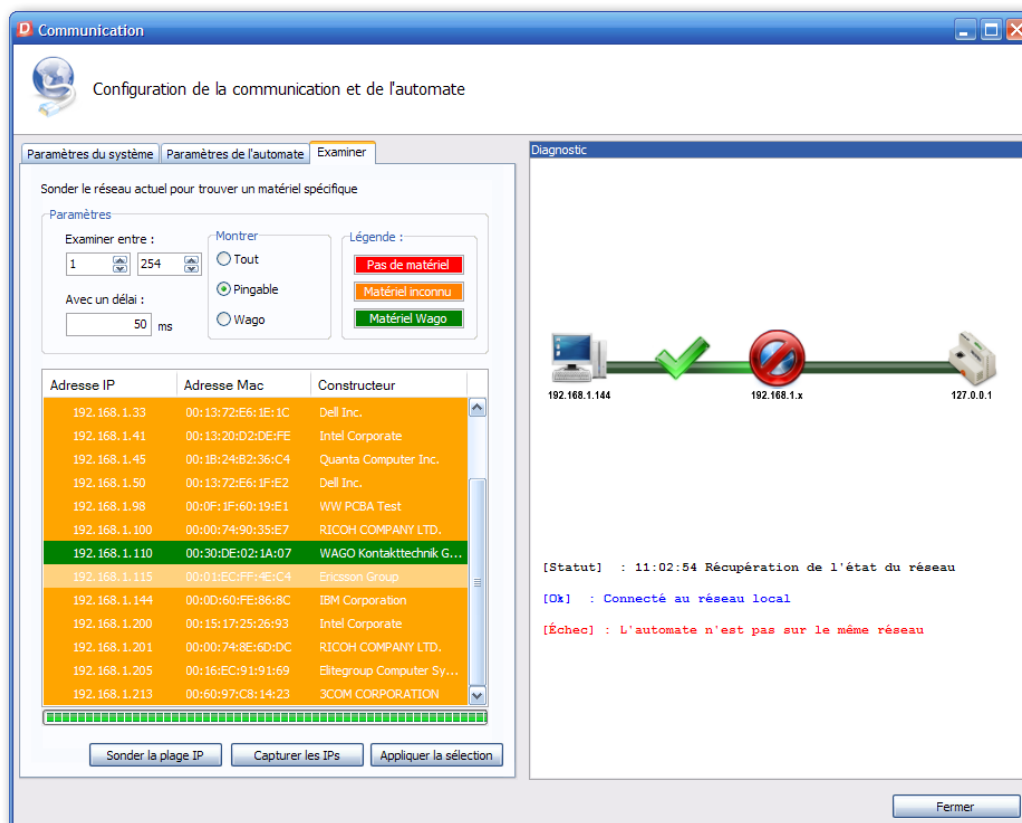 Communication
Configuration de la communication et de l'automate
Paramètres du système Paramètres de l'automate Examiner
Sonder le réseau actuel pour trouver un matériel spécifique
Paramètres
Examiner entre :
1 254
Avec un délai :
50 ms
Montrer
Tout
Pingable
Wago
Légende :
Pas de matériel
Matériel inconnu
Matériel Wago
Adresse IP Adresse Mac Constructeur
192.168.1.33 00:13:72:E6:1E:1C Dell Inc.
192.168.1.41 00:13:20:D2:DE:FE Intel Corporate
192.168.1.45 00:1B:24:B2:36:C4 Quanta Computer Inc.
192.168.1.50 00:13:72:E6:1F:E2 Dell Inc.
192.168.1.98 00:0F:1F:60:19:E1 WW PCBA Test
192.168.1.100 00:00:74:90:35:E7 RICOH COMPANY LTD.
192.168.1.110 00:30:DE:02:1A:07 WAGO Kontakttechnik G...
192.168.1.115 00:01:EC:FF:4E:C4 Ericsson Group
192.168.1.144 00:0D:60:FE:86:8C IBM Corporation
192.168.1.200 00:15:17:25:26:93 Intel Corporate
192.168.1.201 00:00:74:8E:6D:DC RICOH COMPANY LTD.
192.168.1.205 00:16:EC:91:91:69 Elitegroup Computer Sy...
192.168.1.213 00:60:97:C8:14:23 3COM CORPORATION
Sonder la plage IP Capturer les IPs Appliquer la sélection
Diagnostic
192.168.1.144 192.168.1.x 127.0.0.1
[Statut] : 11:02:54 Récupération de l'état du réseau
[Ok] : Connecté au réseau local
[Échec] : L'automate n'est pas sur le même réseau
Fermer